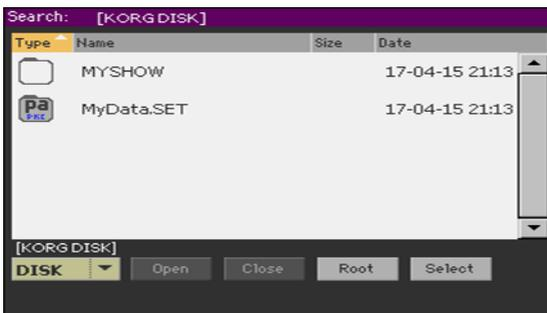 Search: [KORG DISK]
Type Name Size Date
MYSHOW 17-04-15 21:13
Pa PKG MyData.SET 17-04-15 21:13
[KORG DISK]
DISK Open Close Root Select